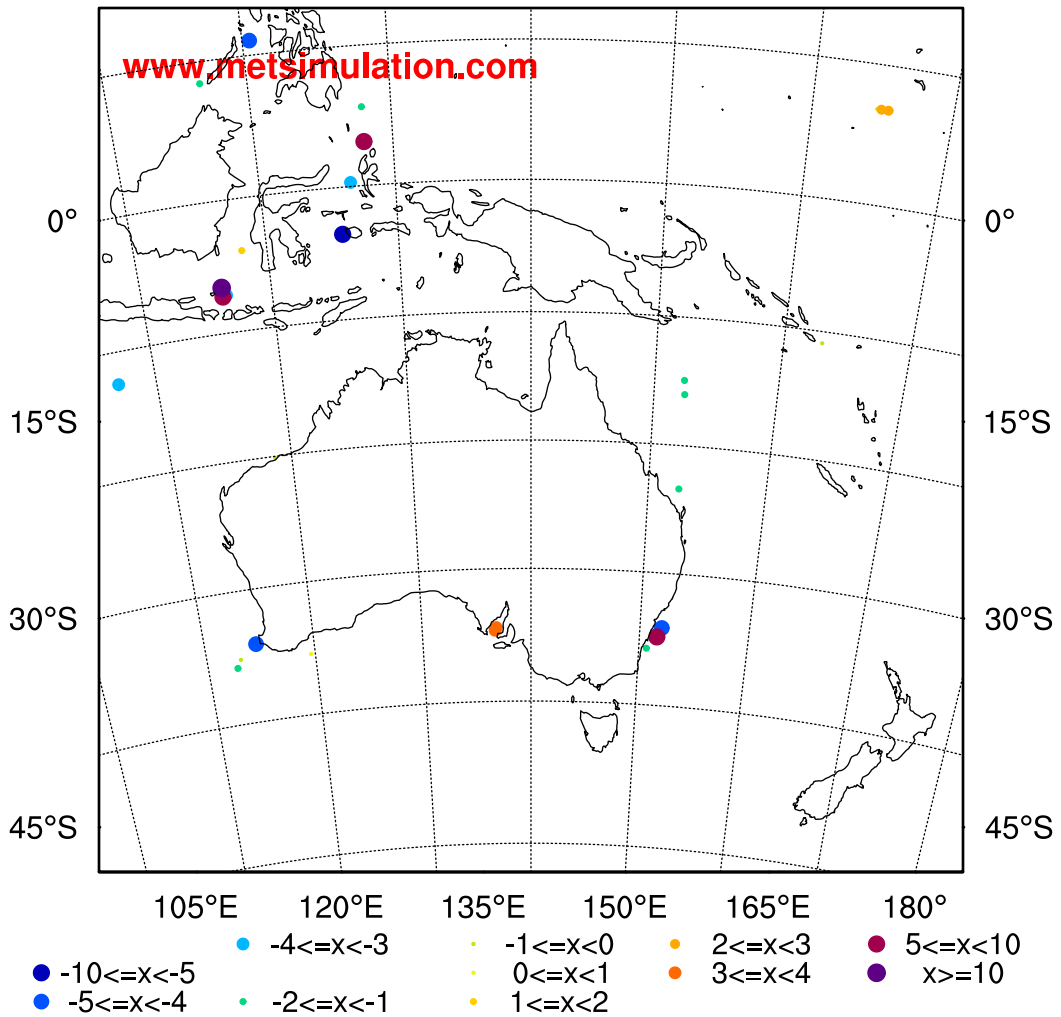 www.metsimulation.com
0° 0°
15°S 15°S
30°S 30°S
45°S 45°S
105°E 120°E 135°E 150°E 165°E 180°
-4<=x<-3 -1<=x<0 2<=x<3 5<=x<10
-10<=x<-5 0<=x<1 3<=x<4 x>=10
-5<=x<-4 -2<=x<-1 1<=x<2